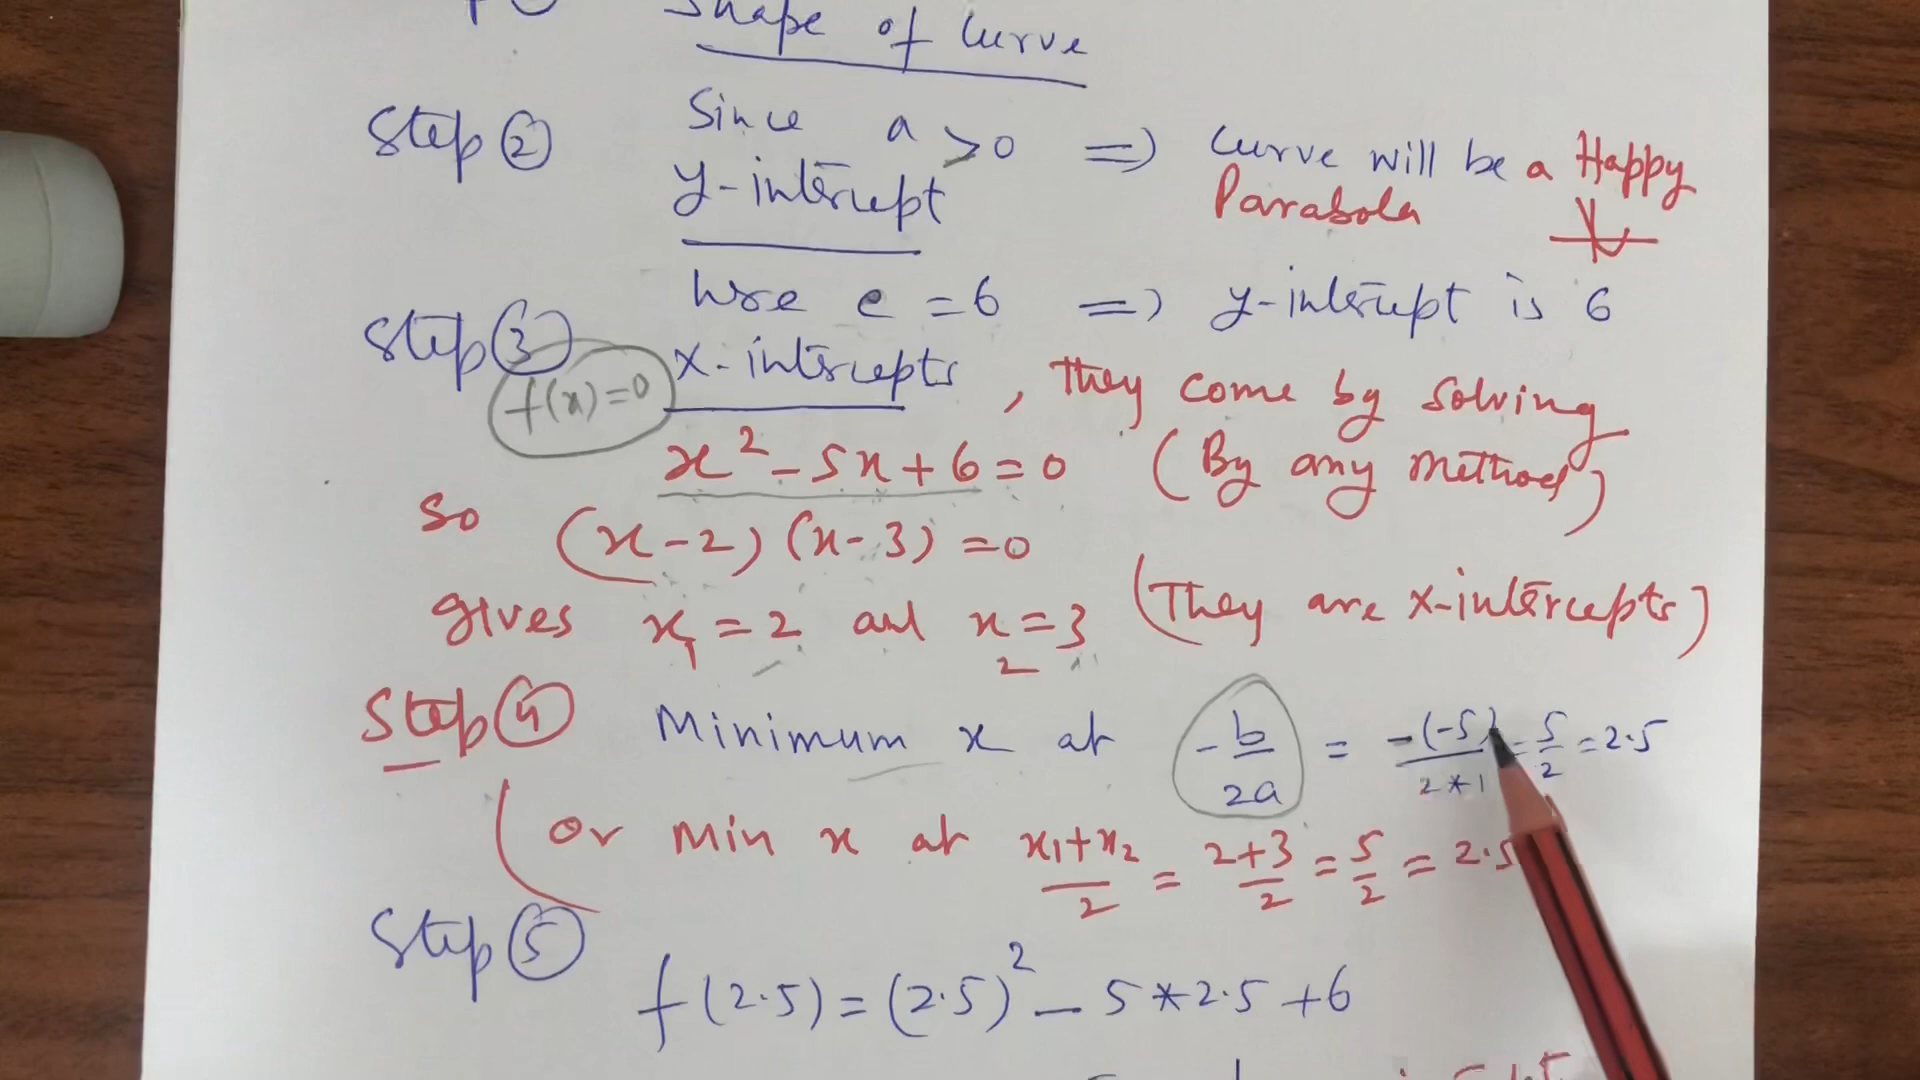 Shape of Curve
Step ② Since a > 0 => Curve will be a Happy
Parabola
y-intercept
Step ③ Here c = 6 => y-intercept is 6
f(x)=0 x-intercepts, They come by solving
x² - 5x + 6 = 0 (By any method)
So (x-2) (x-3) = 0
gives x₁ = 2 and x₂ = 3 (They are x-intercepts)
Step ④ Minimum x at -b/2a = -(-5)/2*1 = 5/2 = 2.5
(Or Min x at x₁+x₂/2 = 2+3/2 = 5/2 = 2.5
Step ⑤
f(2.5) = (2.5)² - 5*2.5 + 6